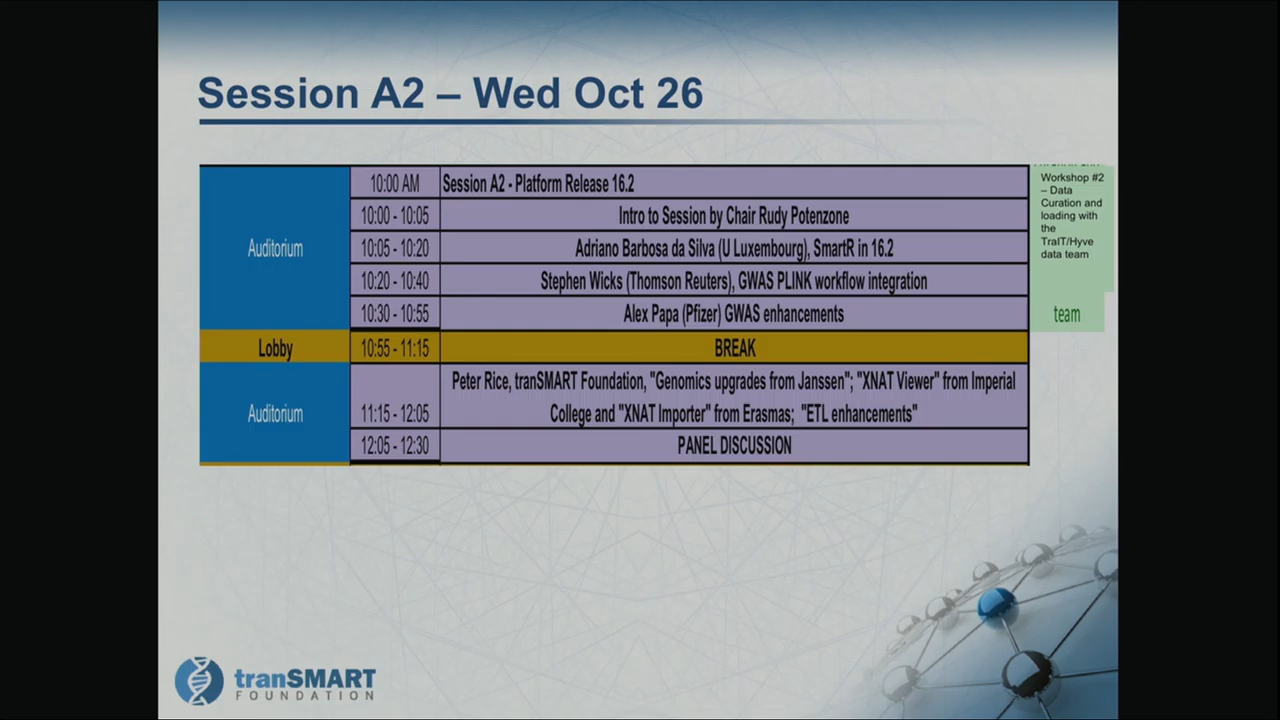 Session A2 – Wed Oct 26
Auditorium
10:00 AM
Session A2 - Platform Release 16.2
10:00 - 10:05
Intro to Session by Chair Rudy Potenzone
10:05 - 10:20
Adriano Barbosa da Silva (U Luxembourg), SmartR in 16.2
10:20 - 10:40
Stephen Wicks (Thomson Reuters), GWAS PLINK workflow integration
10:30 - 10:55
Alex Papa (Pfizer) GWAS enhancements
Lobby
10:55 - 11:15
BREAK
Auditorium
11:15 - 12:05
Peter Rice, tranSMART Foundation, "Genomics upgrades from Janssen"; "XNAT Viewer" from Imperial
College and "XNAT Importer" from Erasmas; "ETL enhancements"
12:05 - 12:30
PANEL DISCUSSION
Workshop #2
– Data
Curation and
loading with
the
TraIT/Hyve
data team
team
tranSMART
FOUNDATION